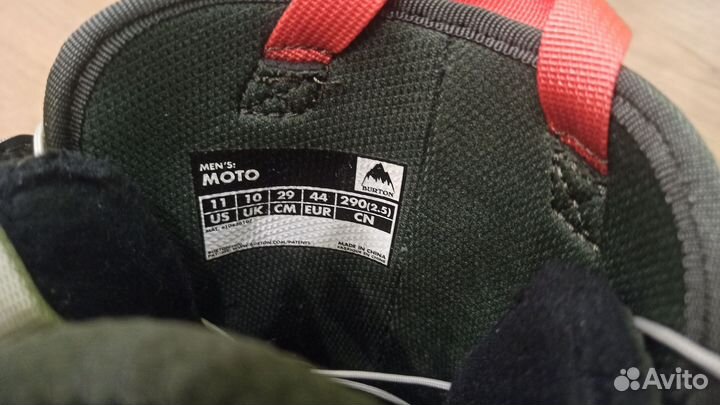 MEN'S:
MOTO
BURTON
11 10 29 44 290(2.5)
US UK CM EUR CN
MADE IN CHINA
Avito